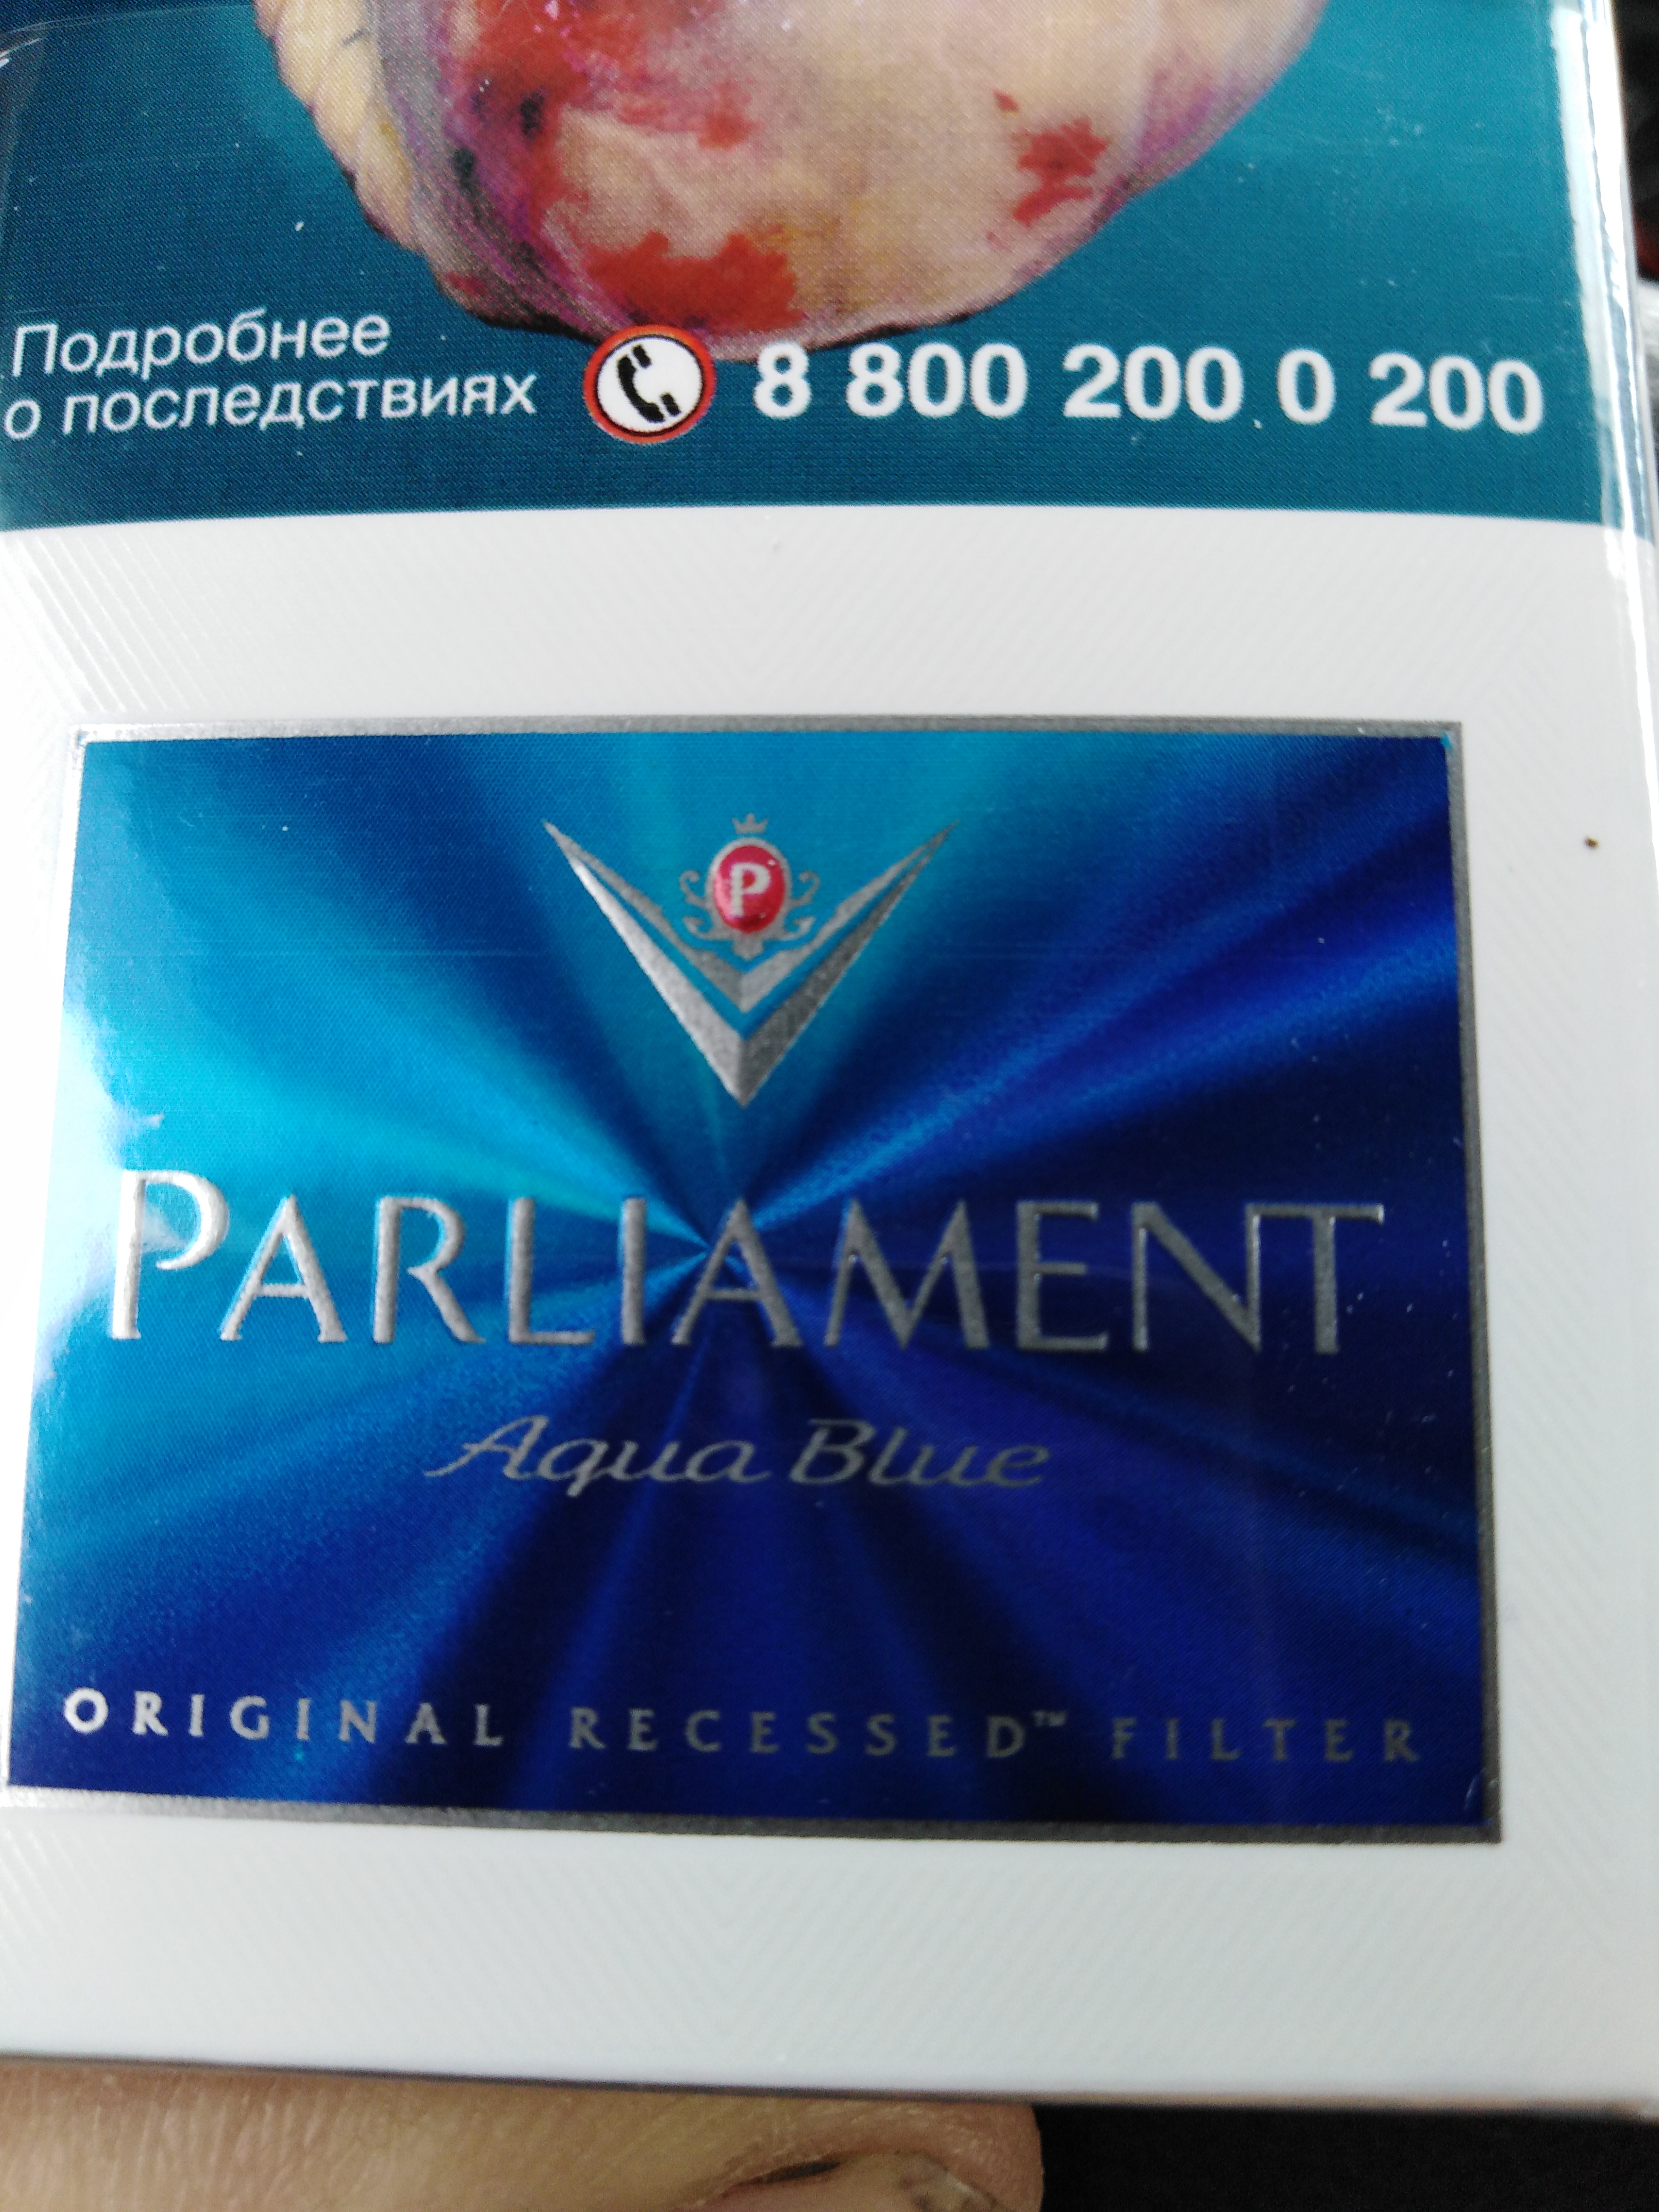 Подробнее
о последствиях
8 800 200 0 200
P
PARLIAMENT
Aqua Blue
ORIGINAL RECESSED™ FILTER